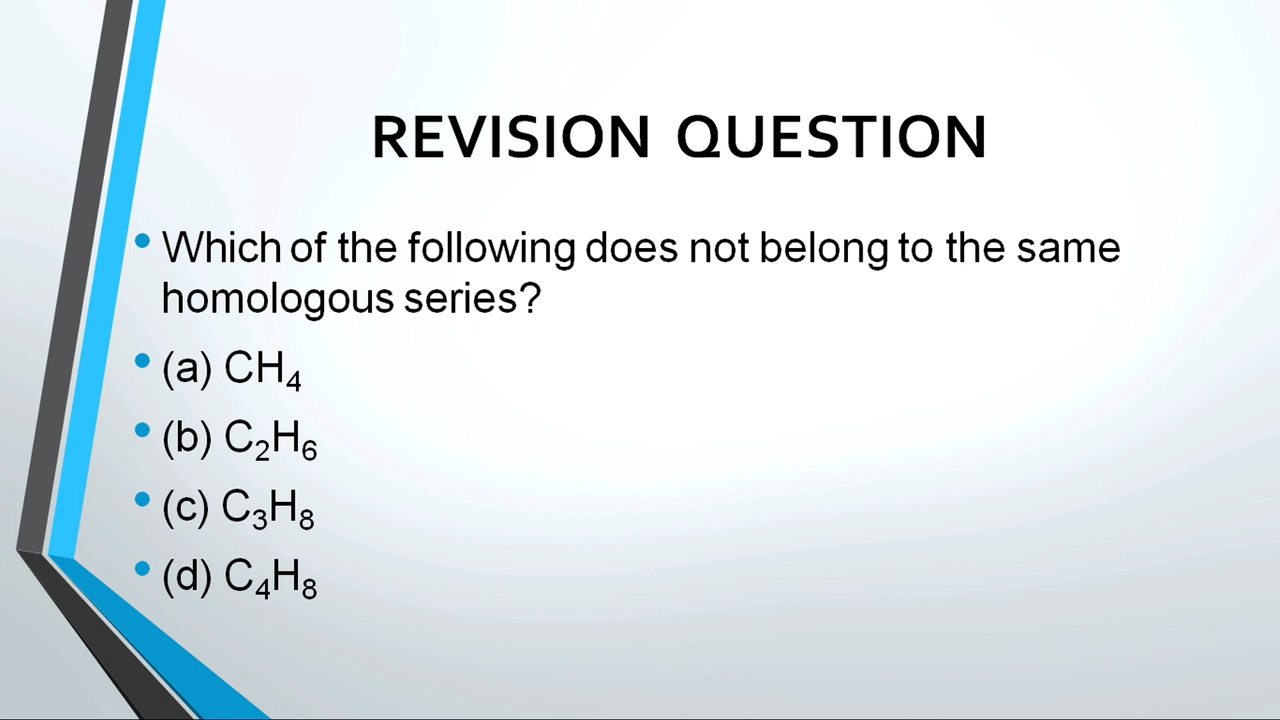 REVISION QUESTION
• Which of the following does not belong to the same
homologous series?
• (a) CH₄
• (b) C₂H₆
• (c) C₃H₈
• (d) C₄H₈